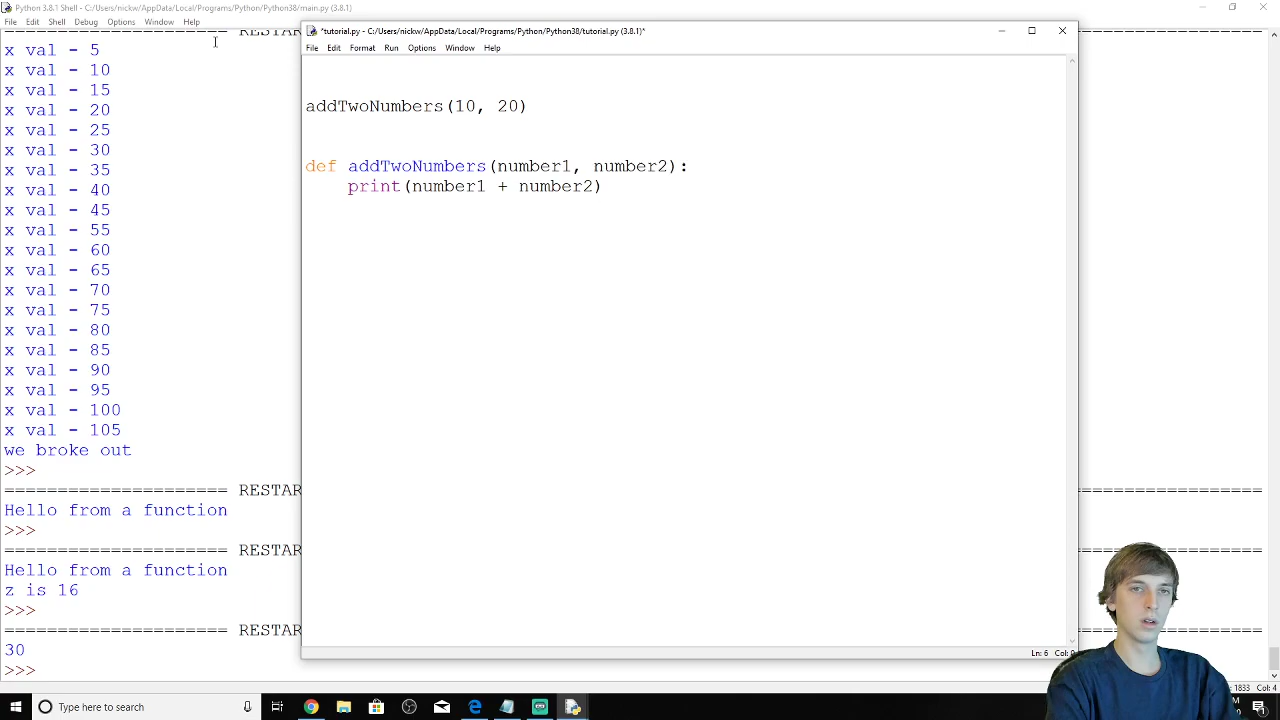 Python 3.8.1 Shell - C:/Users/nickw/AppData/Local/Programs/Python/Python38/main.py (3.8.1)
File Edit Shell Debug Options Window Help
x val - 5
x val - 10
x val - 15
x val - 20
x val - 25
x val - 30
x val - 35
x val - 40
x val - 45
x val - 55
x val - 60
x val - 65
x val - 70
x val - 75
x val - 80
x val - 85
x val - 90
x val - 95
x val - 100
x val - 105
we broke out
>>>
===================== RESTAR
Hello from a function
>>>
===================== RESTAR
Hello from a function
z is 16
>>>
===================== RESTAR
30
>>>
*tutorial.py - C:/Users/nickw/AppData/Local/Programs/Python/Python38/tutorial.py (3.8.1)*
File Edit Format Run Options Window Help
addTwoNumbers(10, 20)
def addTwoNumbers(number1, number2):
    print(number1 + number2)
Ln: 6 Col: 0
: 1833 Col: 4
Type here to search